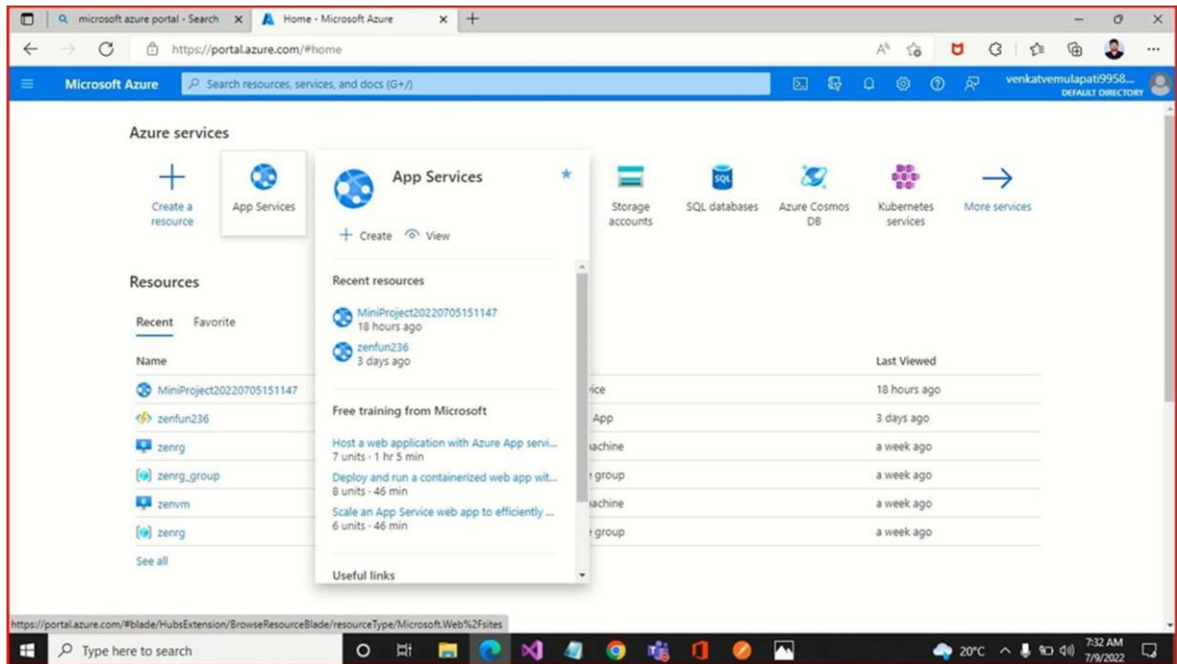 microsoft azure portal - Search
Home - Microsoft Azure
https://portal.azure.com/#home
Microsoft Azure
Search resources, services, and docs (G+/)
venkatvemulapati9958...
DEFAULT DIRECTORY
Azure services
Create a
resource
App Services
App Services
Create
View
Storage
accounts
SQL
SQL databases
Azure Cosmos
DB
Kubernetes
services
More services
Resources
Recent resources
Recent
Favorite
MiniProject20220705151147
18 hours ago
zenfun236
3 days ago
Name
Last Viewed
MiniProject20220705151147
vice
18 hours ago
Free training from Microsoft
zenfun236
App
3 days ago
Host a web application with Azure App servi...
7 units - 1 hr 5 min
zenrg
achine
a week ago
Deploy and run a containerized web app wit...
8 units - 46 min
zenrg_group
group
a week ago
Scale an App Service web app to efficiently ...
6 units - 46 min
zenvm
achine
a week ago
zenrg
group
a week ago
See all
Useful links
https://portal.azure.com/#blade/HubsExtension/BrowseResourceBlade/resourceType/Microsoft.Web%2Fsites
Type here to search
20°C
7:32 AM
7/9/2022